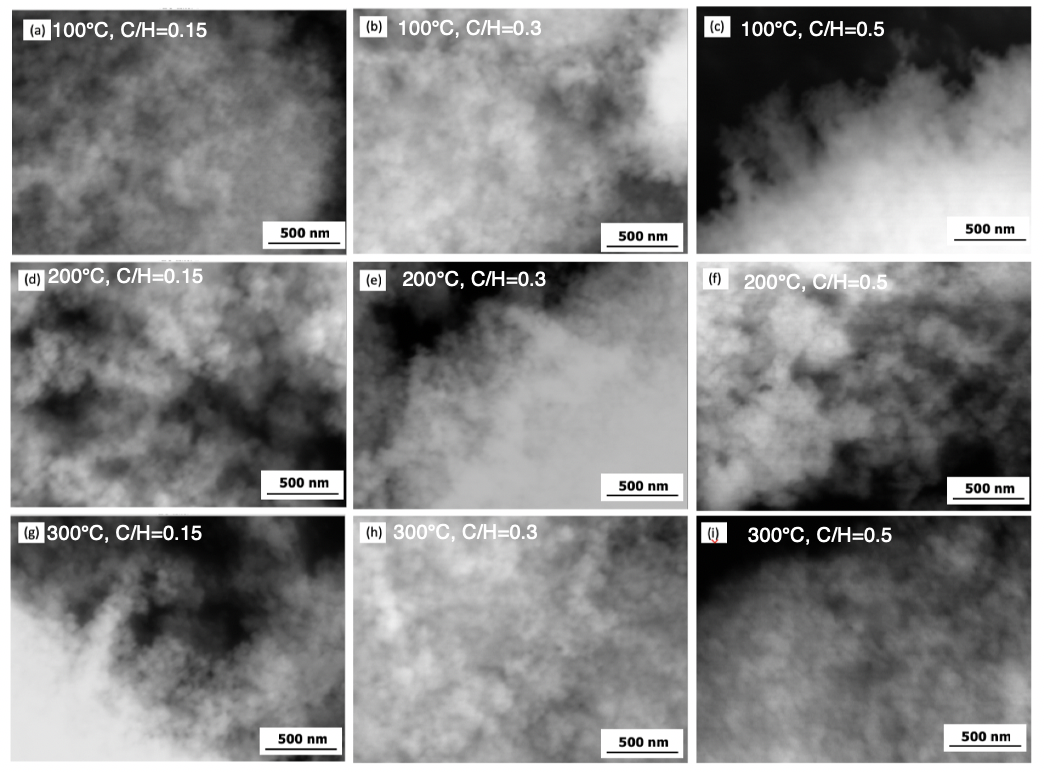 (a) 100°C, C/H=0.15
500 nm
(b) 100°C, C/H=0.3
500 nm
(c) 100°C, C/H=0.5
500 nm
(d) 200°C, C/H=0.15
500 nm
(e) 200°C, C/H=0.3
500 nm
(f) 200°C, C/H=0.5
500 nm
(g) 300°C, C/H=0.15
500 nm
(h) 300°C, C/H=0.3
500 nm
(i) 300°C, C/H=0.5
500 nm